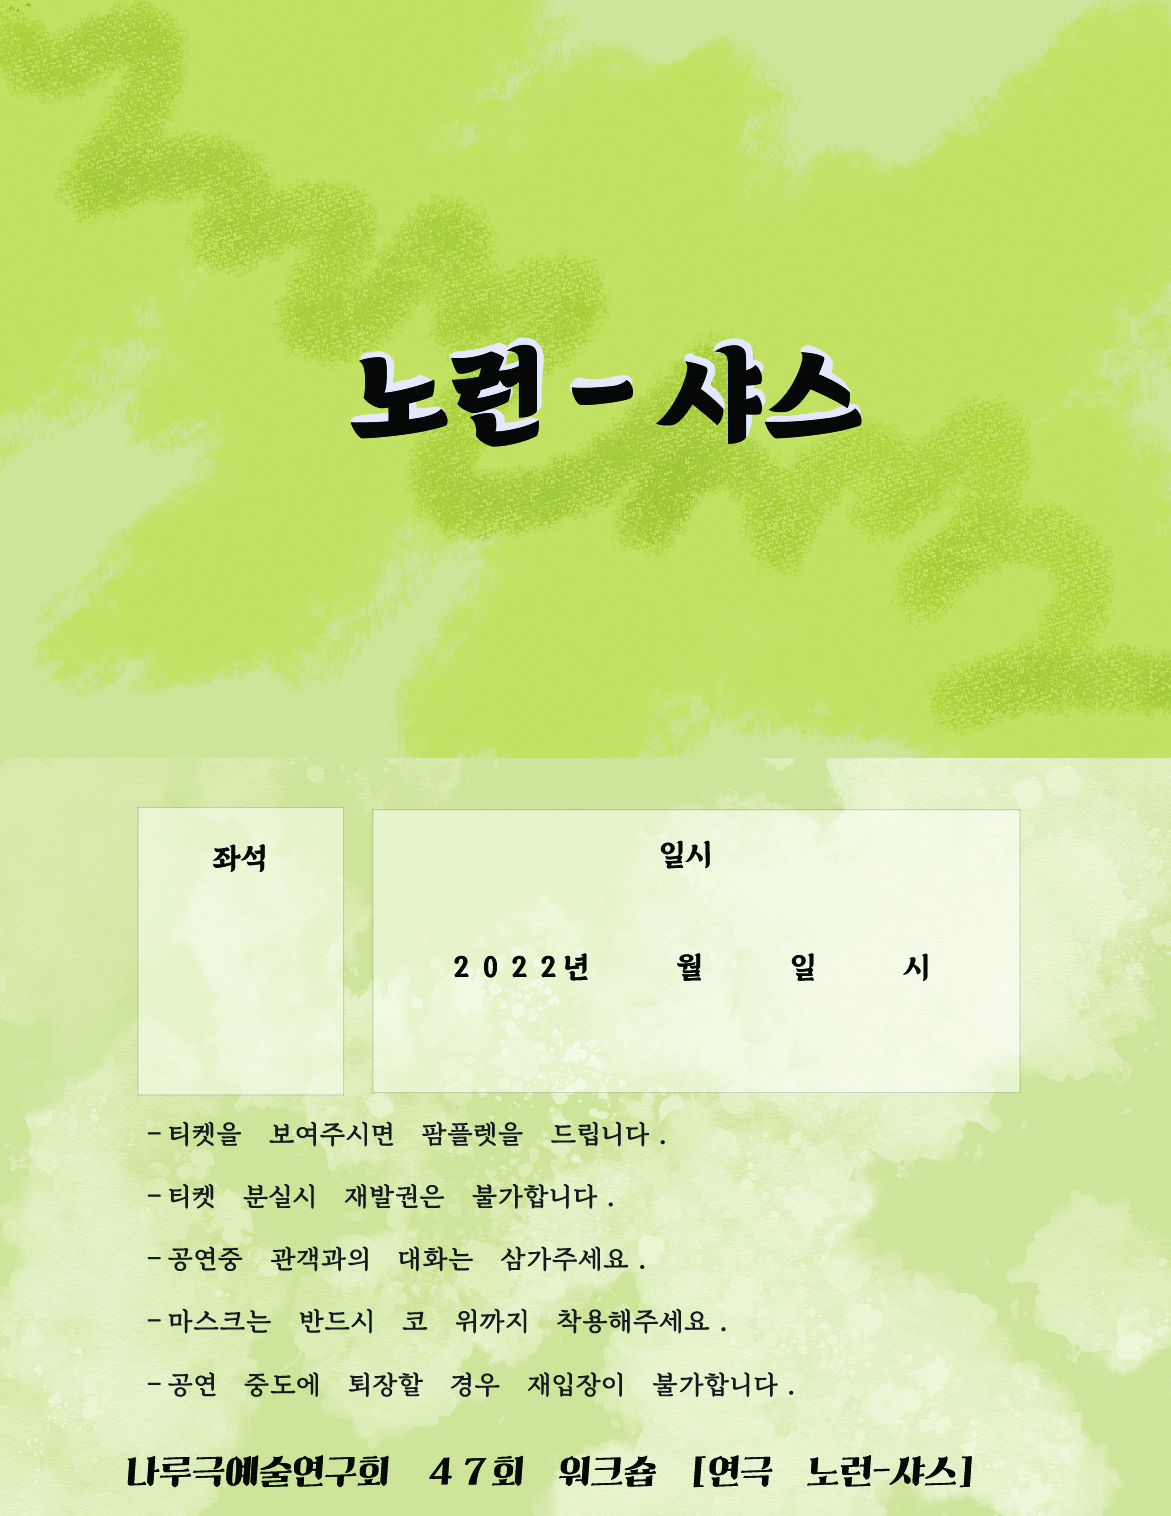 노런-샤스
좌석
일시
2022년 월 일 시
-티켓을 보여주시면 팜플렛을 드립니다.
-티켓 분실시 재발권은 불가합니다.
-공연중 관객과의 대화는 삼가주세요.
-마스크는 반드시 코 위까지 착용해주세요.
-공연 중도에 퇴장할 경우 재입장이 불가합니다.
나루극예술연구회 47회 워크숍 [연극 노런-샤스]